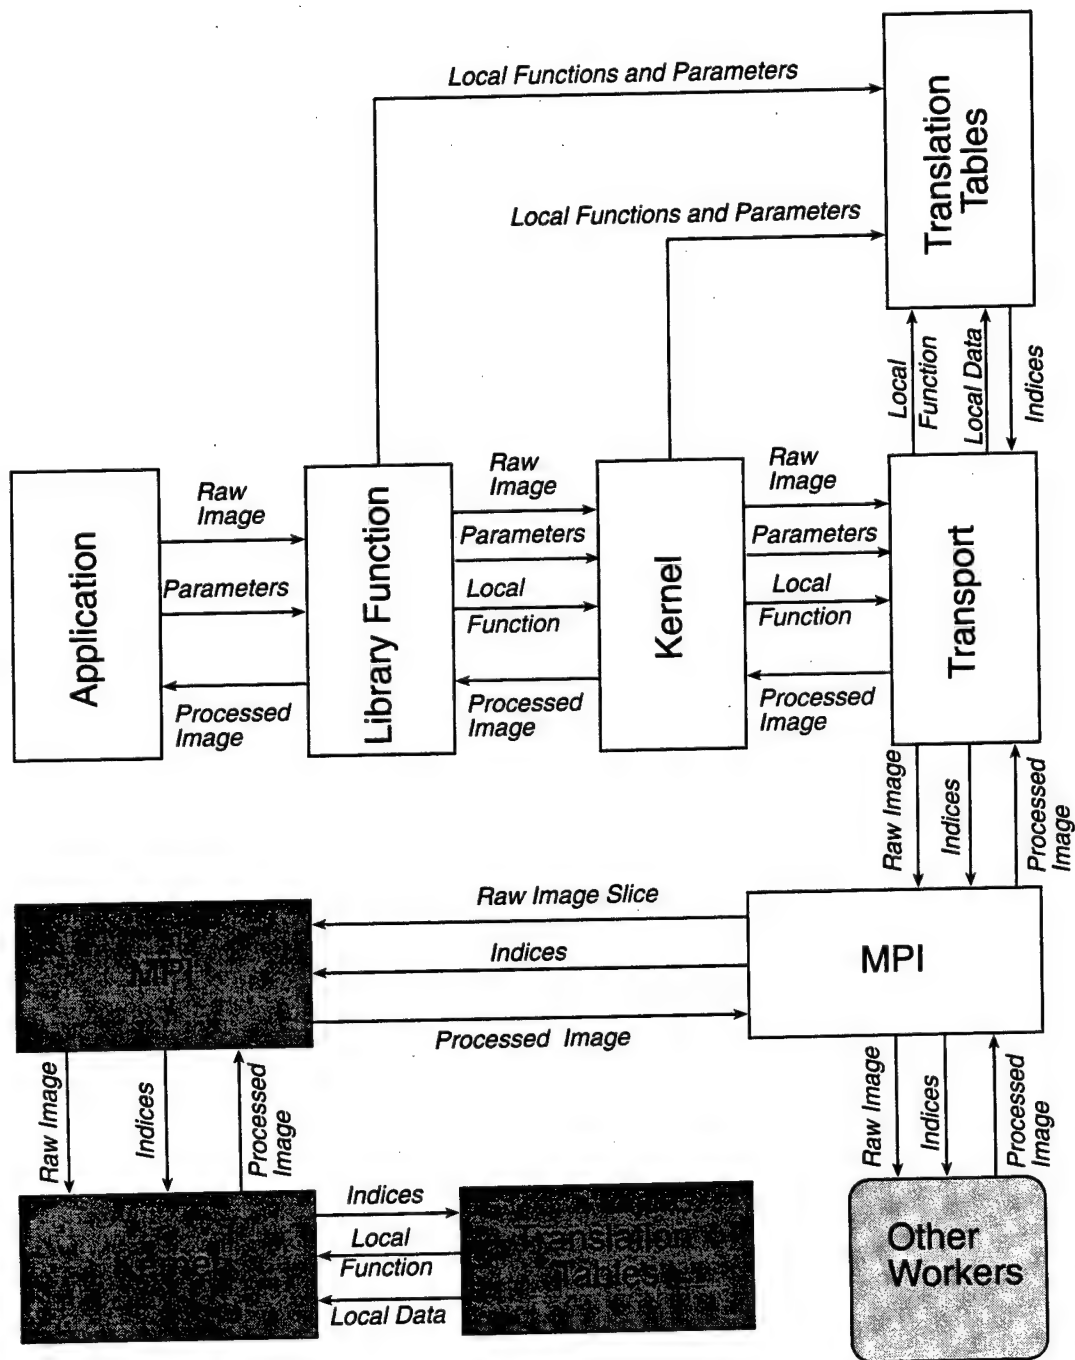 Local Functions and Parameters
Translation
Tables
Local Functions and Parameters
Local
Function
Local Data
Indices
Application
Raw
Image
Parameters
Processed
Image
Library Function
Raw
Image
Parameters
Local
Function
Processed
Image
Kernel
Raw
Image
Parameters
Local
Function
Processed
Image
Transport
Raw Image
Indices
Processed
Image
MPI
Raw Image Slice
Indices
Processed Image
MPI
Raw Image
Indices
Processed
Image
Raw Image
Indices
Processed
Image
Indices
Local
Function
Local Data
Tables
Other
Workers